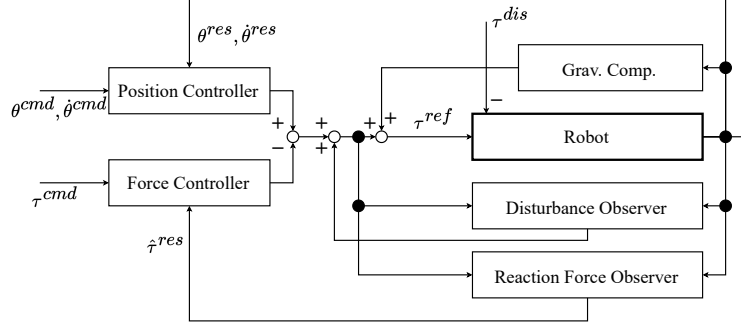 τ^{dis}
θ^{res}, θ̇^{res}
Grav. Comp.
Position Controller
θ^{cmd}, θ̇^{cmd}
+
+
+
+
−
τ^{ref}
Robot
−
+
Force Controller
τ^{cmd}
Disturbance Observer
τ̂^{res}
Reaction Force Observer